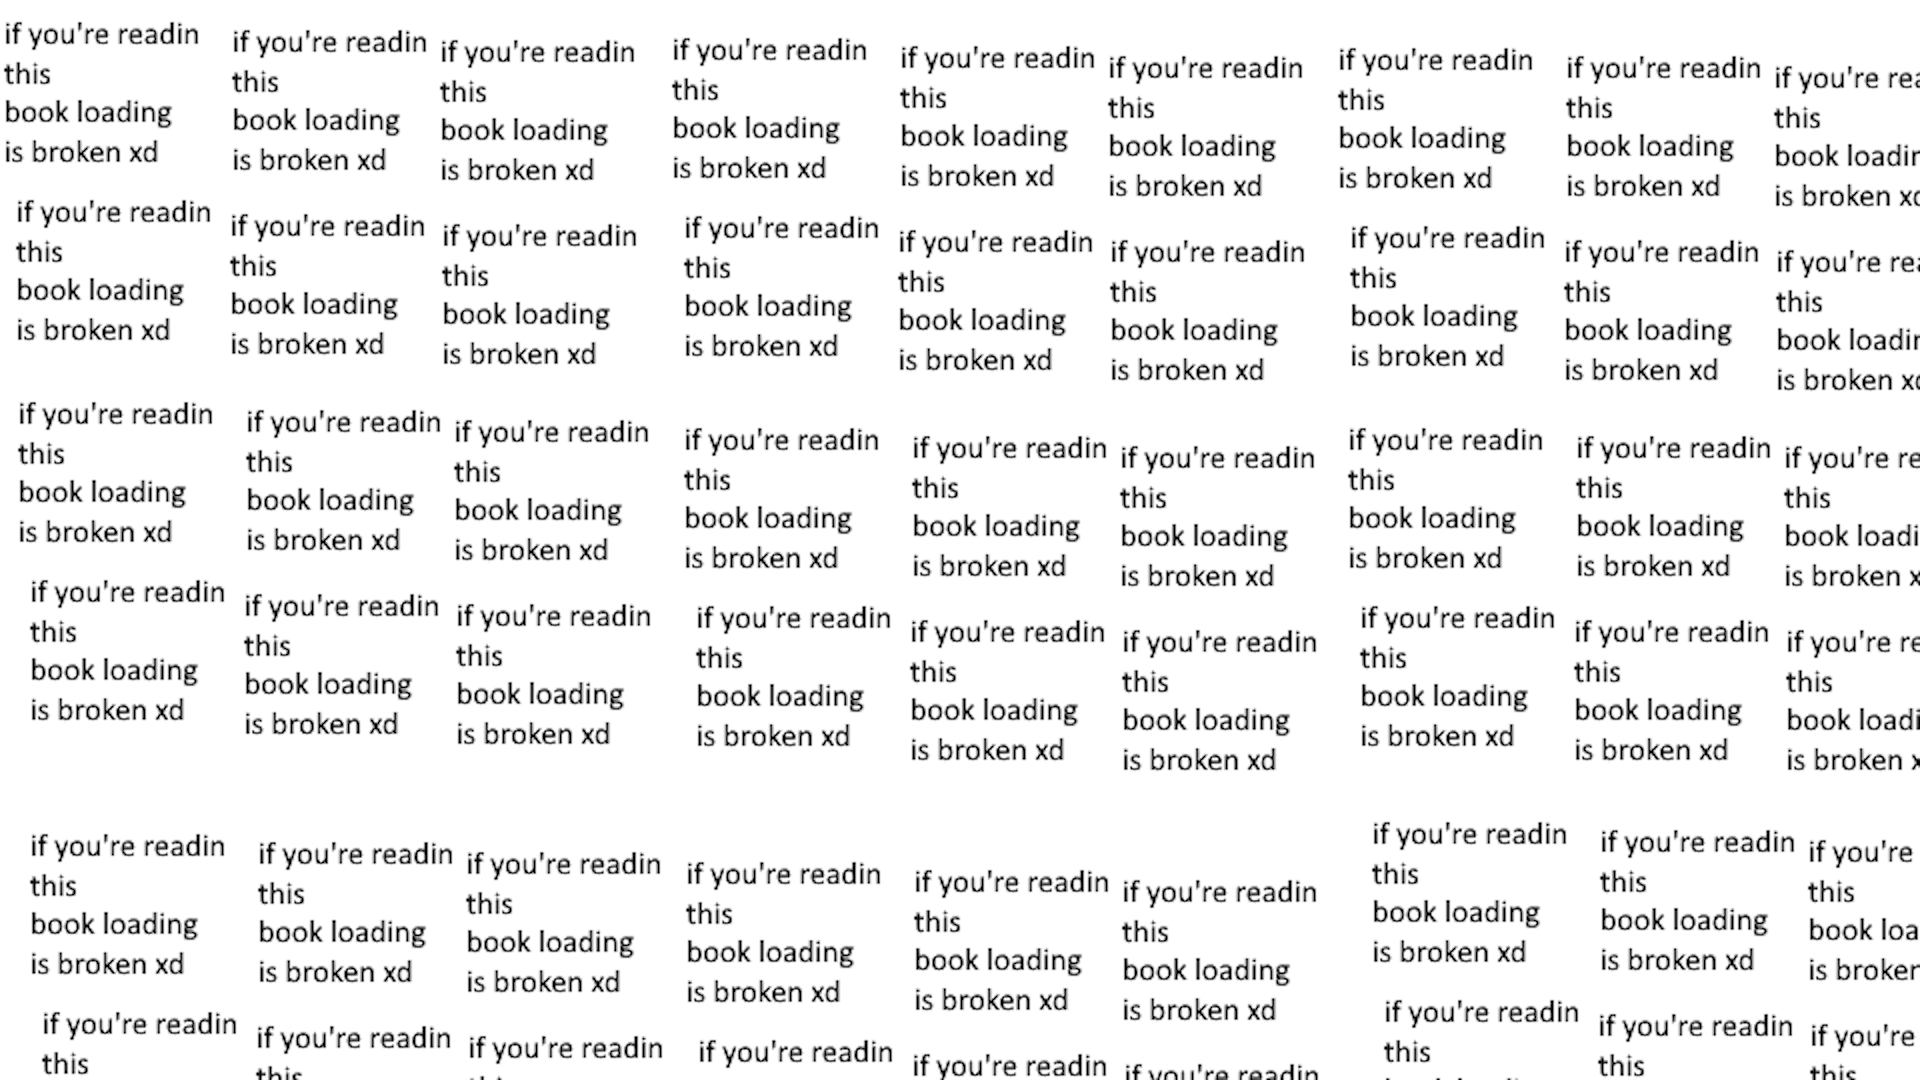 if you're readin
this
book loading
is broken xd
if you're readin
this
book loading
is broken xd
if you're readin
this
book loading
is broken xd
if you're readin
this
book loading
is broken xd
if you're readin
this
book loading
is broken xd
if you're readin
this
book loading
is broken xd
if you're readin
this
book loading
is broken xd
if you're readin
this
book loading
is broken xd
if you're rea
this
book loadin
is broken xd
if you're readin
this
book loading
is broken xd
if you're readin
this
book loading
is broken xd
if you're readin
this
book loading
is broken xd
if you're readin
this
book loading
is broken xd
if you're readin
this
book loading
is broken xd
if you're readin
this
book loading
is broken xd
if you're readin
this
book loading
is broken xd
if you're readin
this
book loading
is broken xd
if you're rea
this
book loadin
is broken xd
if you're readin
this
book loading
is broken xd
if you're readin
this
book loading
is broken xd
if you're readin
this
book loading
is broken xd
if you're readin
this
book loading
is broken xd
if you're readin
this
book loading
is broken xd
if you're readin
this
book loading
is broken xd
if you're readin
this
book loading
is broken xd
if you're readin
this
book loading
is broken xd
if you're re
this
book loadi
is broken x
if you're readin
this
book loading
is broken xd
if you're readin
this
book loading
is broken xd
if you're readin
this
book loading
is broken xd
if you're readin
this
book loading
is broken xd
if you're readin
this
book loading
is broken xd
if you're readin
this
book loading
is broken xd
if you're readin
this
book loading
is broken xd
if you're readin
this
book loading
is broken xd
if you're re
this
book loadi
is broken x
if you're readin
this
book loading
is broken xd
if you're readin
this
book loading
is broken xd
if you're readin
this
book loading
is broken xd
if you're readin
this
book loading
is broken xd
if you're readin
this
book loading
is broken xd
if you're readin
this
book loading
is broken xd
if you're readin
this
book loading
is broken xd
if you're readin
this
book loading
is broken xd
if you're
this
book loa
is broken
if you're readin
this
if you're readin
this
if you're readin
if you're readin
if you're readin
if you're readin
if you're readin
this
if you're readin
this
if you're
this